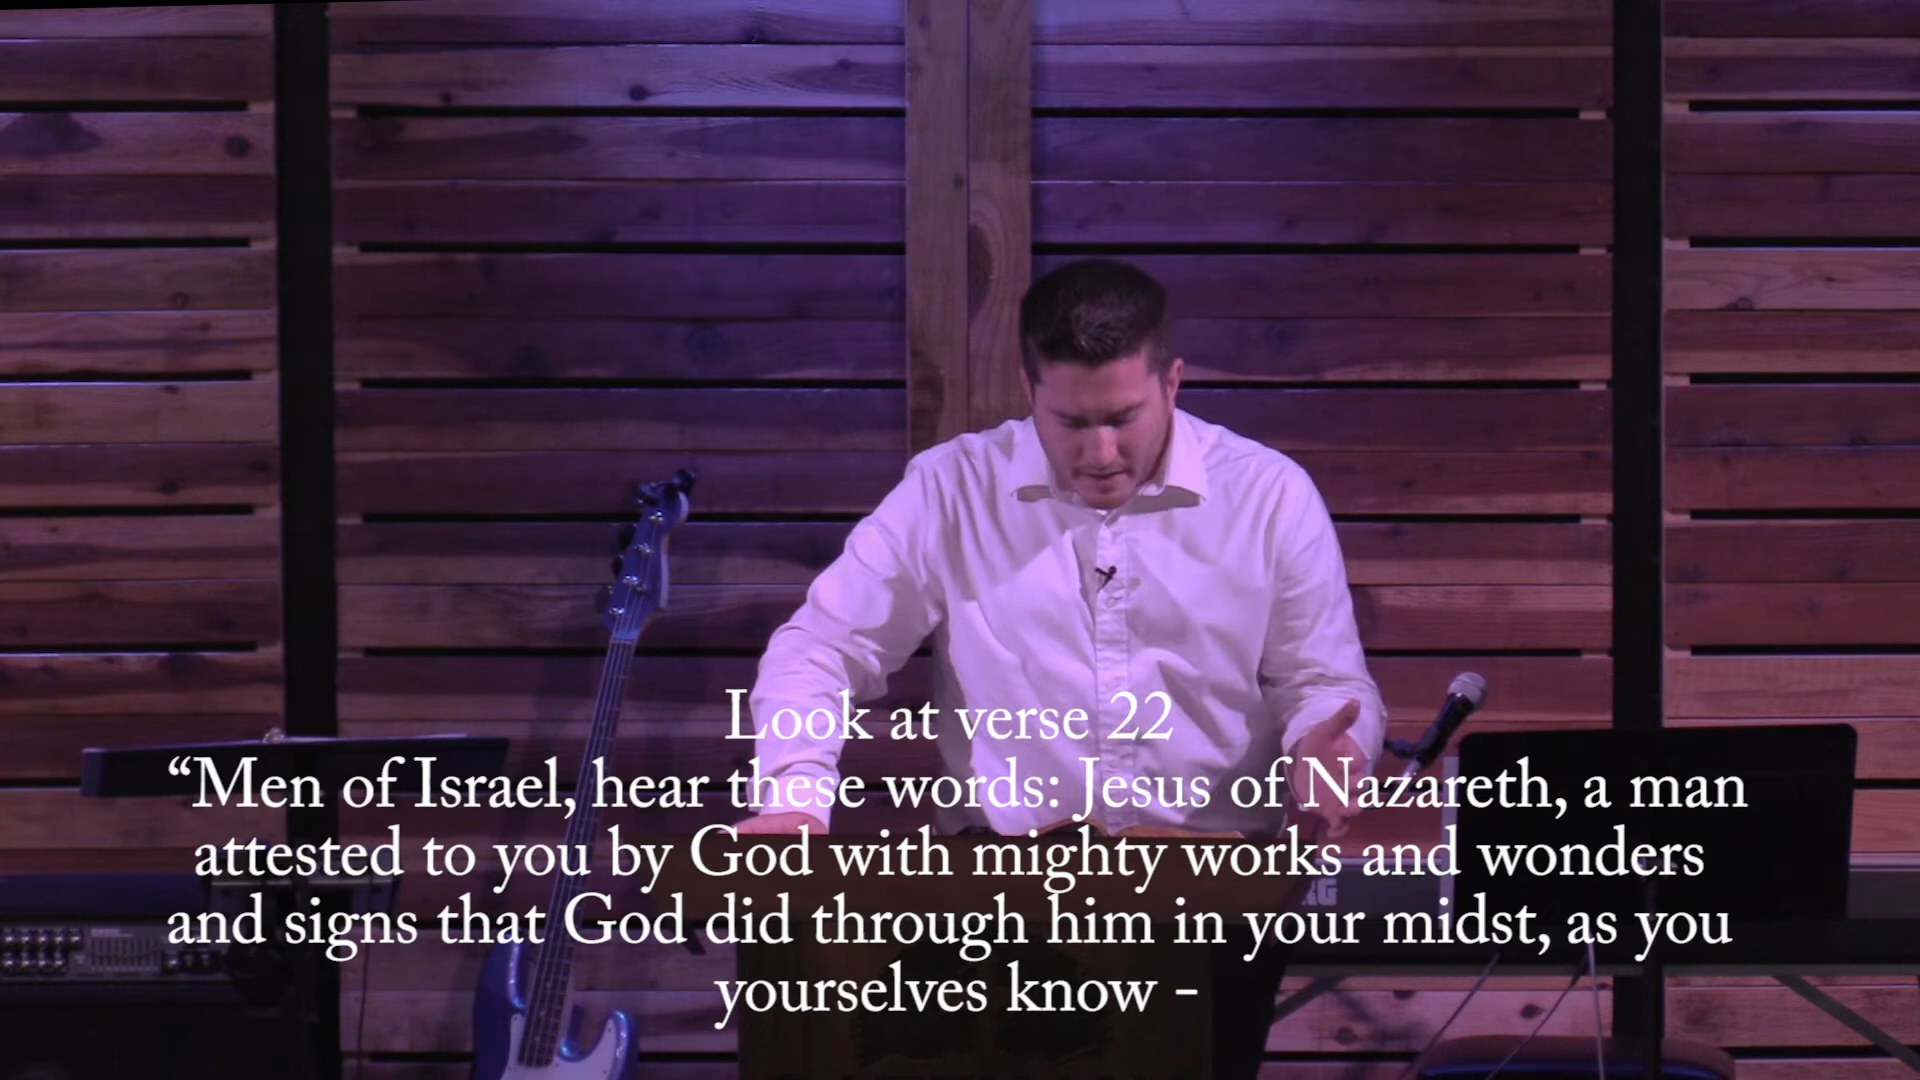 Look at verse 22
“Men of Israel, hear these words: Jesus of Nazareth, a man
attested to you by God with mighty works and wonders
and signs that God did through him in your midst, as you
yourselves know -